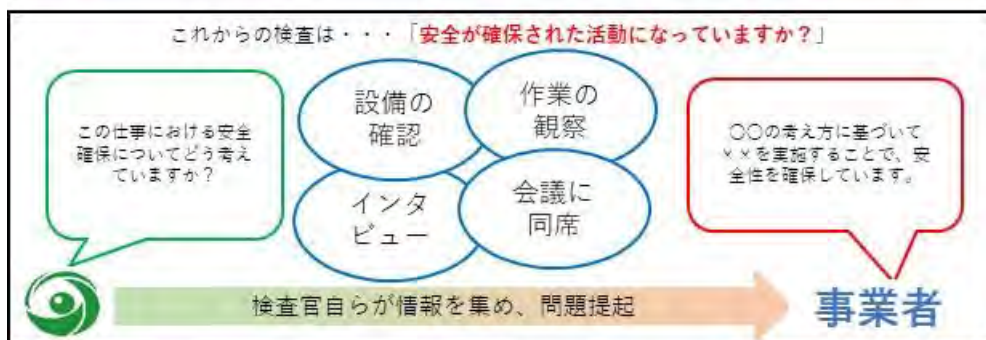 これからの検査は・・・「安全が確保された活動になっていますか？」
この仕事における安全
確保についてどう考え
ていますか？
設備の
確認
作業の
観察
インタ
ビュー
会議に
同席
〇〇の考え方に基づいて
××を実施することで、安
全性を確保しています。
検査官自らが情報を集め、問題提起
事業者